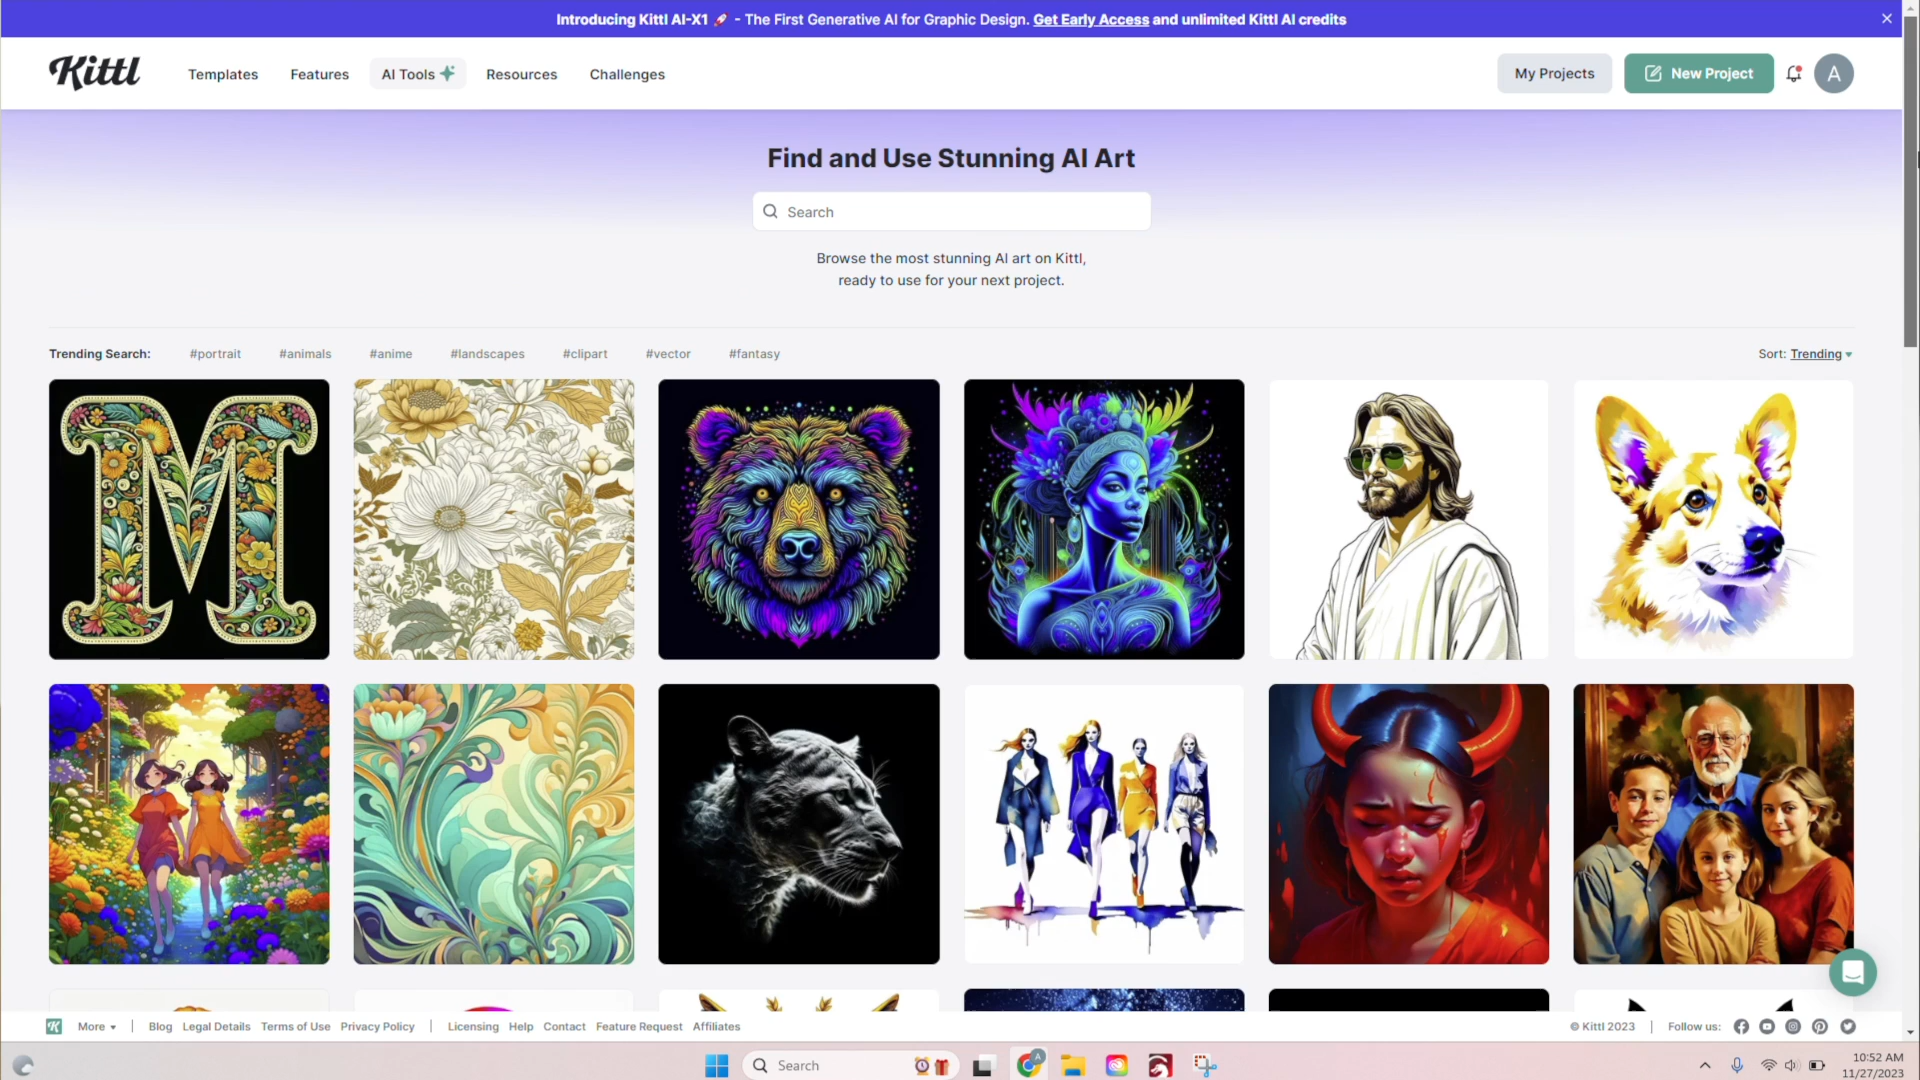 Introducing Kittl AI-X1 🚀 - The First Generative AI for Graphic Design. Get Early Access and unlimited Kittl AI credits
Kittl
Templates Features AI Tools Resources Challenges
My Projects New Project A
Find and Use Stunning AI Art
Search
Browse the most stunning AI art on Kittl,
ready to use for your next project.
Trending Search: #portrait #animals #anime #landscapes #clipart #vector #fantasy Sort: Trending
M
K More | Blog Legal Details Terms of Use Privacy Policy | Licensing Help Contact Feature Request Affiliates © Kittl 2023 | Follow us:
Search A 10:52 AM
11/27/2023